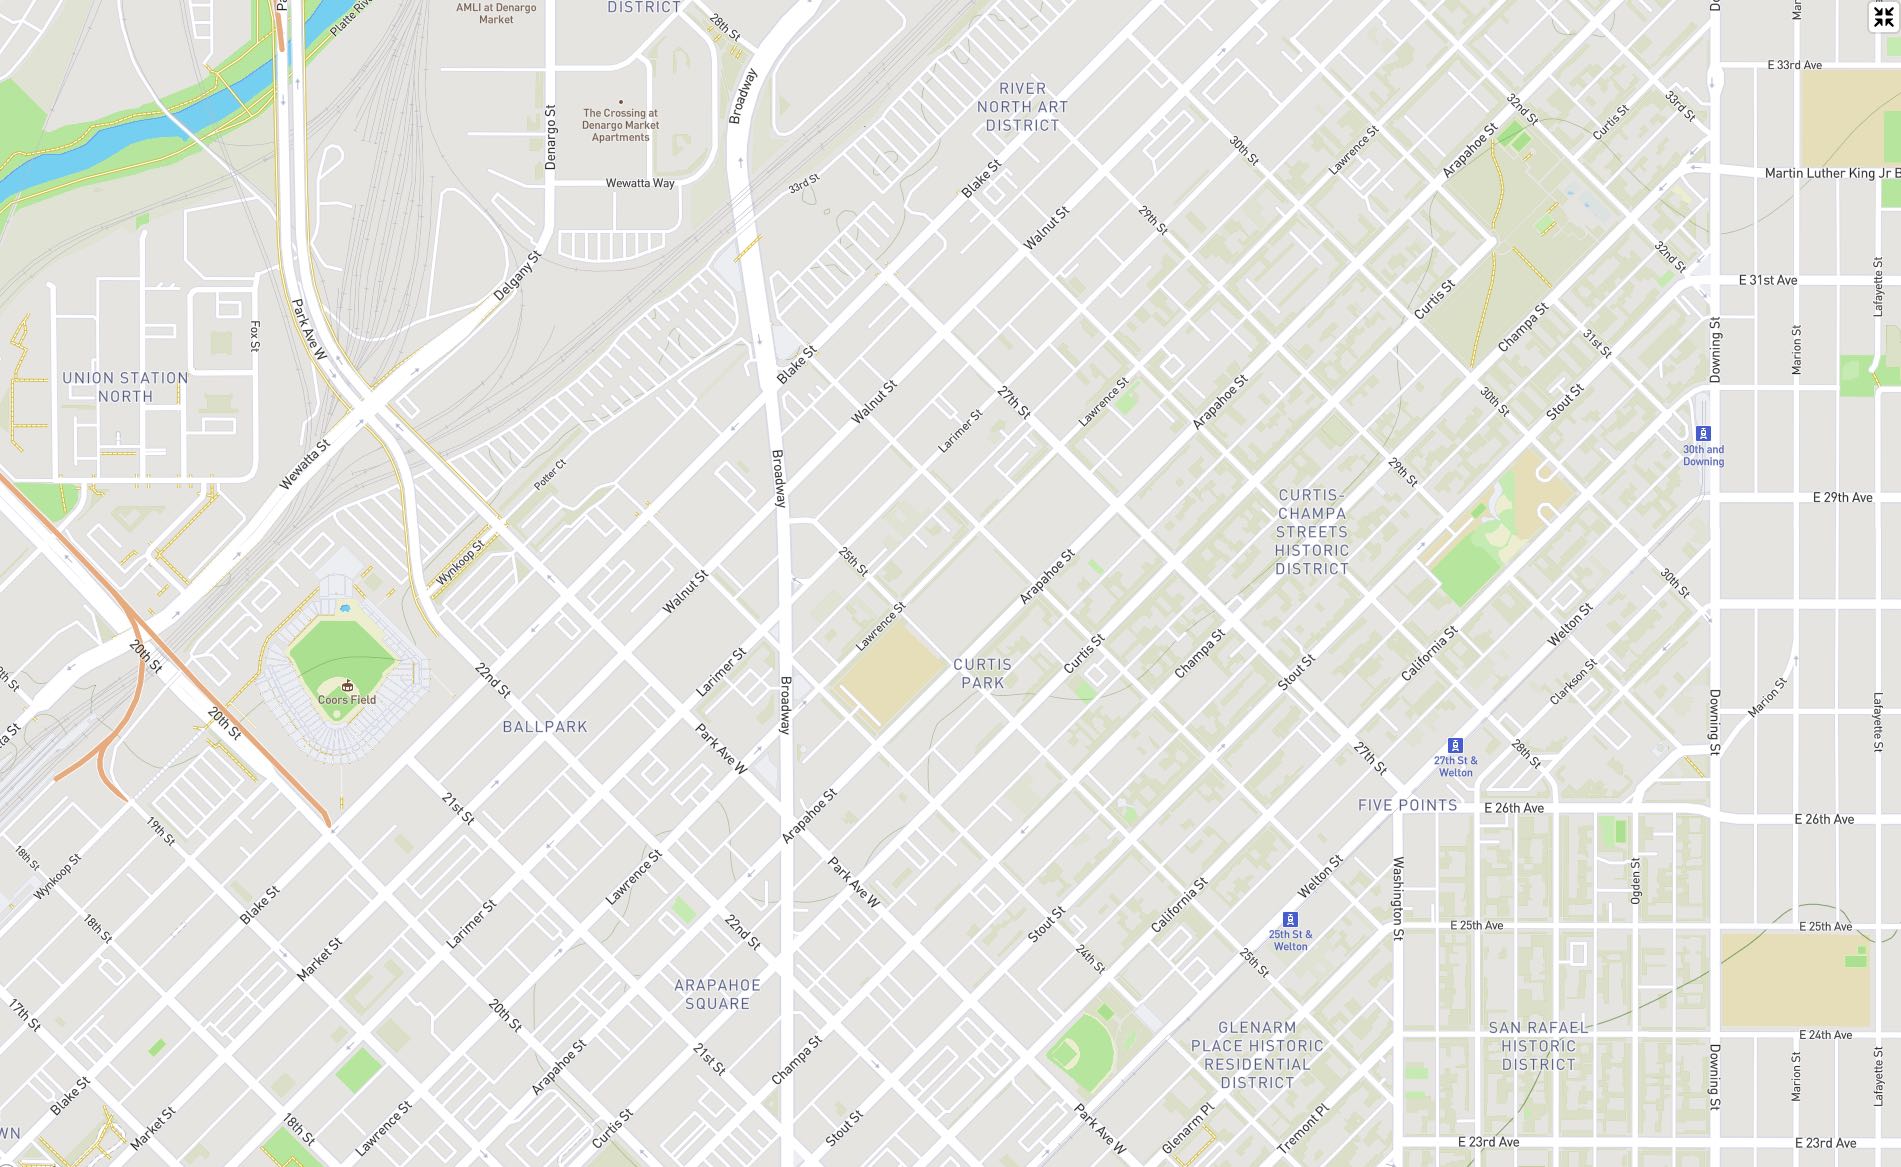 AMLI at Denargo
Market
DISTRICT
28th St
Platte River
Broadway
Denargo St
The Crossing at
Denargo Market
Apartments
Wewatta Way
33rd St
RIVER
NORTH ART
DISTRICT
Blake St
Walnut St
30th St
29th St
Lawrence St
Arapahoe St
32nd St
Curtis St
33rd St
E 33rd Ave
Martin Luther King Jr B
32nd St
E 31st Ave
Lafayette St
Delgany St
Park Ave W
Fox St
UNION STATION
NORTH
Wewatta St
Blake St
Walnut St
Larimer St
27th St
Lawrence St
Arapahoe St
Curtis St
Champa St
31st St
Stout St
30th St
Downing St
Marion St
30th and
Downing
E 29th Ave
Potter Ct
Broadway
29th St
CURTIS-
CHAMPA
STREETS
HISTORIC
DISTRICT
Wynkoop St
Walnut St
25th St
Lawrence St
Arapahoe St
Curtis St
Champa St
Stout St
California St
Welton St
30th St
Clarkson St
Marion St
Downing St
Lafayette St
20th St
Coors Field
20th St
22nd St
BALLPARK
Larimer St
Park Ave W
Broadway
CURTIS
PARK
27th St
27th St &
Welton
28th St
FIVE POINTS
E 26th Ave
E 26th Ave
19th St
18th St
Wynkoop St
21st St
Arapahoe St
Park Ave W
Lawrence St
Blake St
18th St
Market St
Larimer St
22nd St
Stout St
24th St
California St
25th St &
Welton
Welton St
25th St
Washington St
Ogden St
E 25th Ave
E 25th Ave
ARAPAHOE
SQUARE
17th St
20th St
21st St
Arapahoe St
Champa St
GLENARM
PLACE HISTORIC
RESIDENTIAL
DISTRICT
SAN RAFAEL
HISTORIC
DISTRICT
E 24th Ave
Downing St
Marion St
Lafayette St
Blake St
Market St
18th St
Lawrence St
Curtis St
Stout St
Park Ave W
Glenarm Pl
Tremont Pl
E 23rd Ave
E 23rd Ave
WN